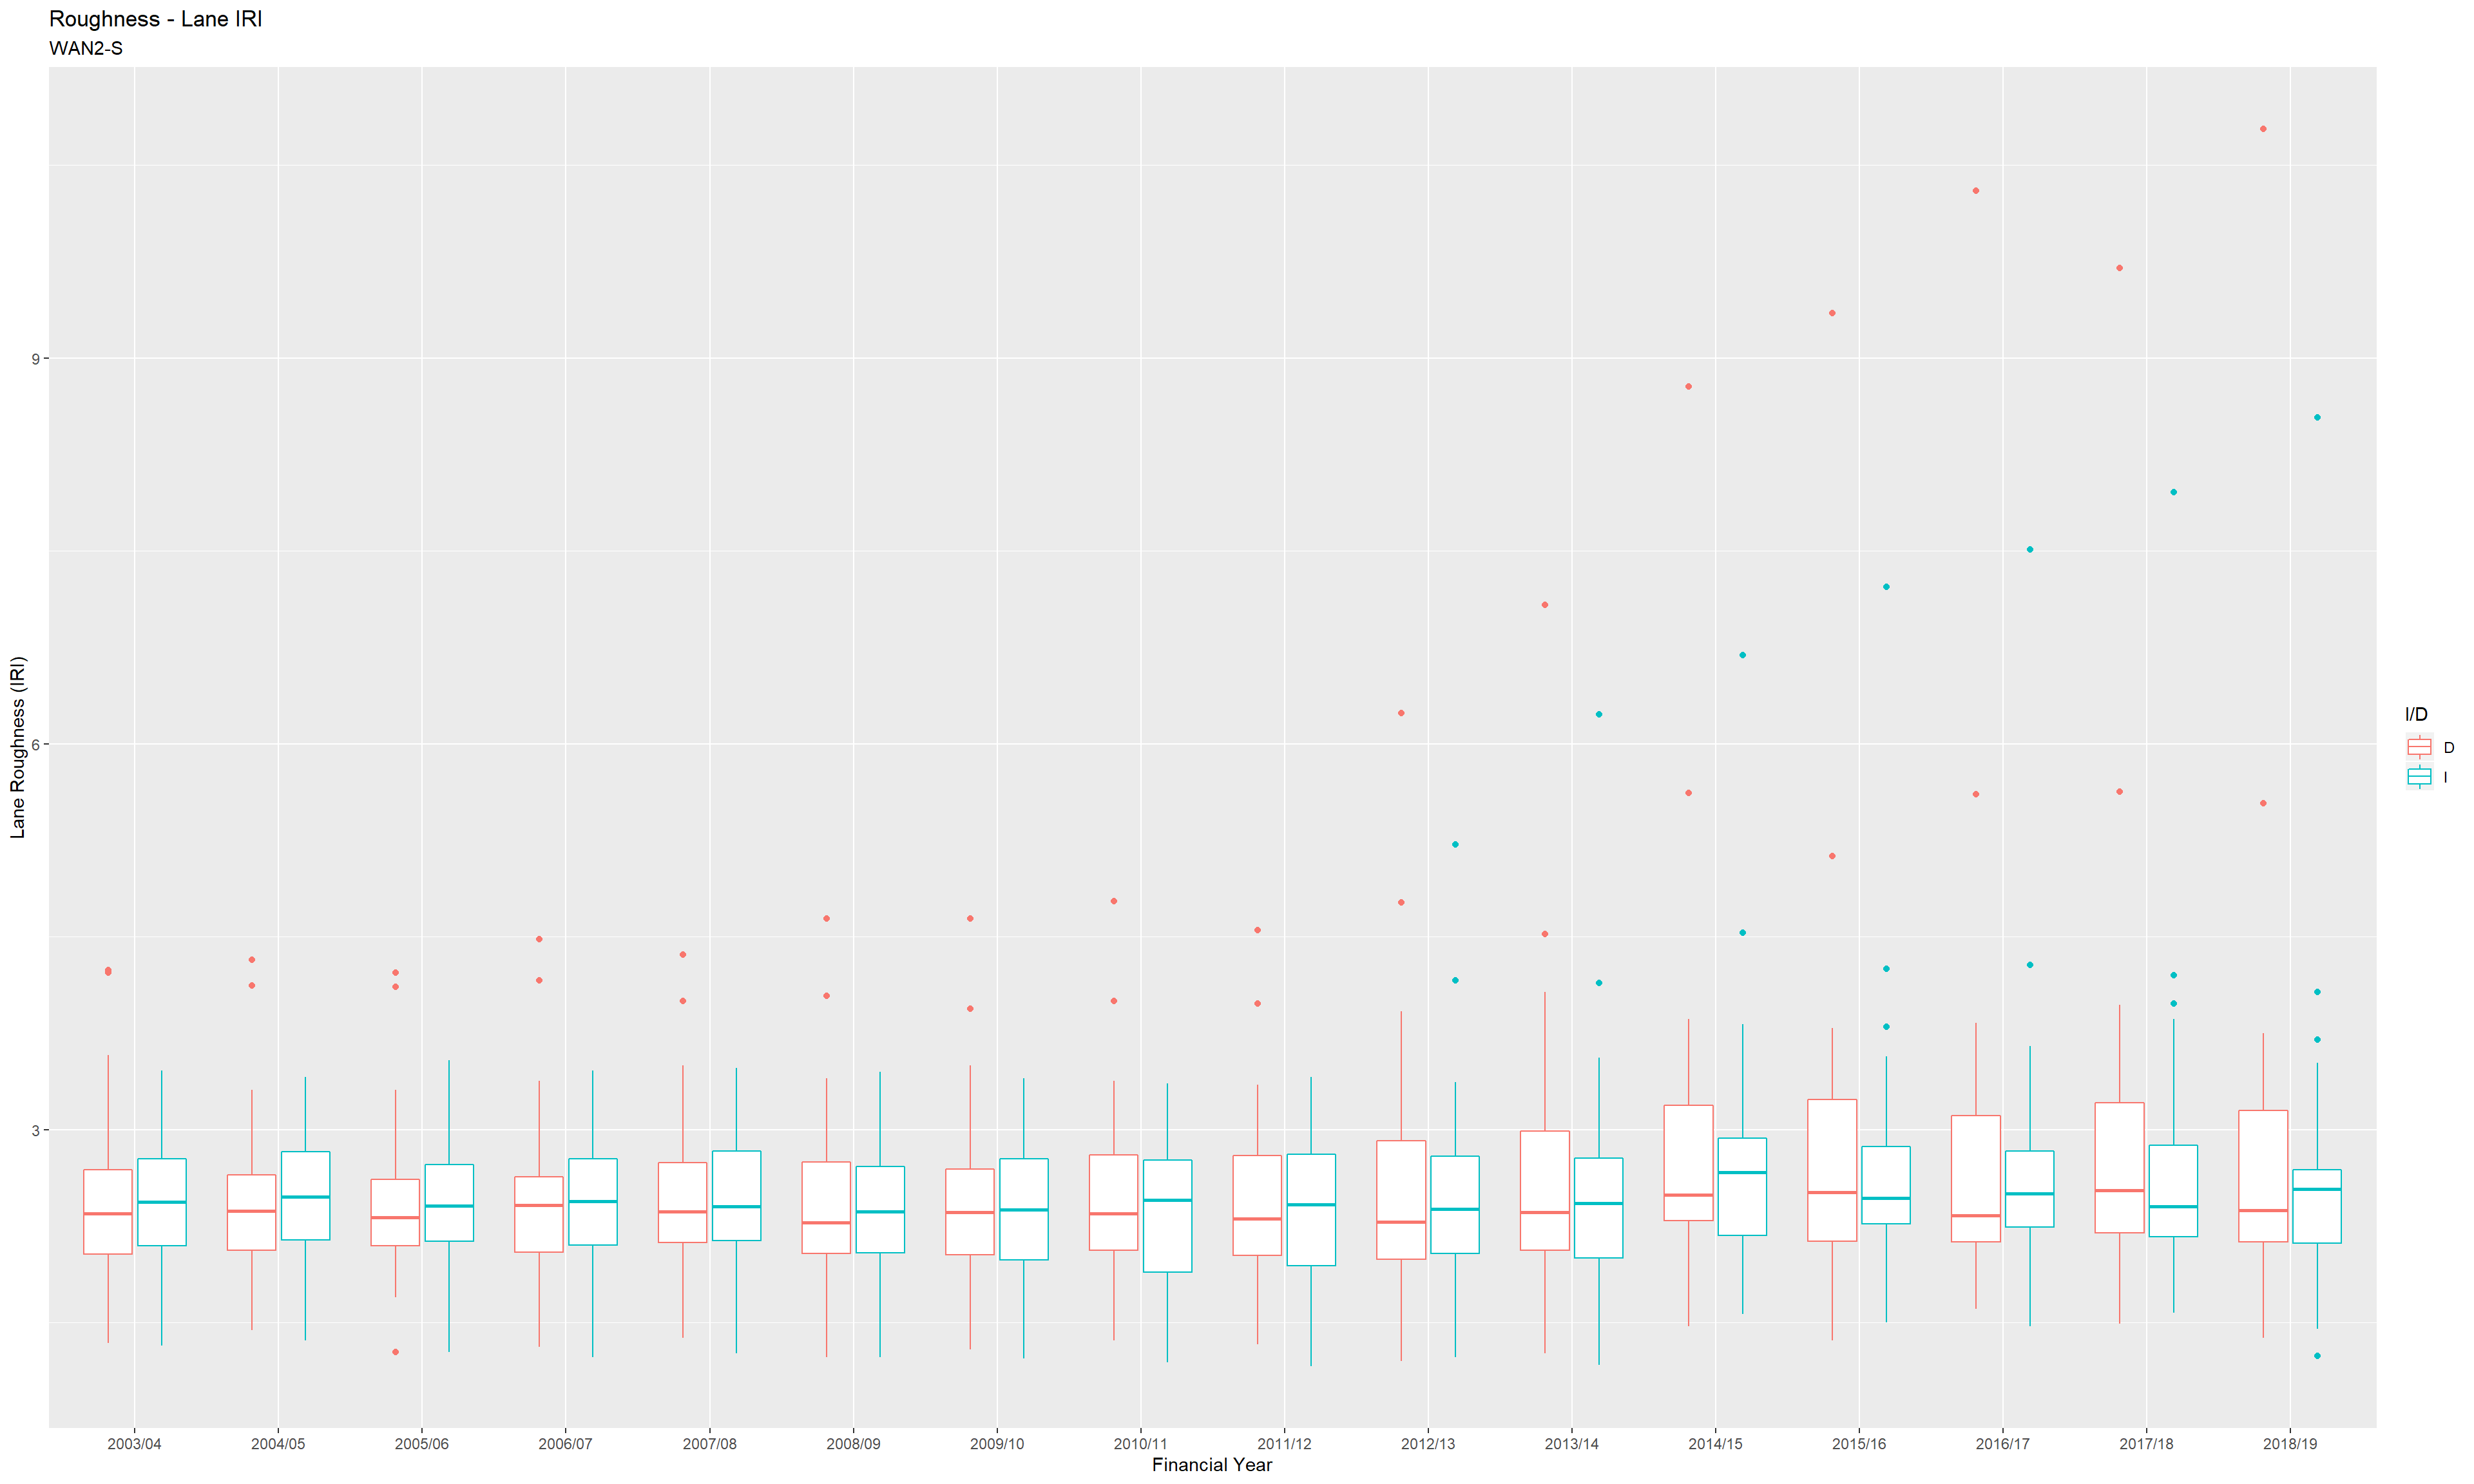 Roughness - Lane IRI
WAN2-S
Lane Roughness (IRI)
9
6
3
2003/04
2004/05
2005/06
2006/07
2007/08
2008/09
2009/10
2010/11
2011/12
2012/13
2013/14
2014/15
2015/16
2016/17
2017/18
2018/19
Financial Year
I/D
D
I